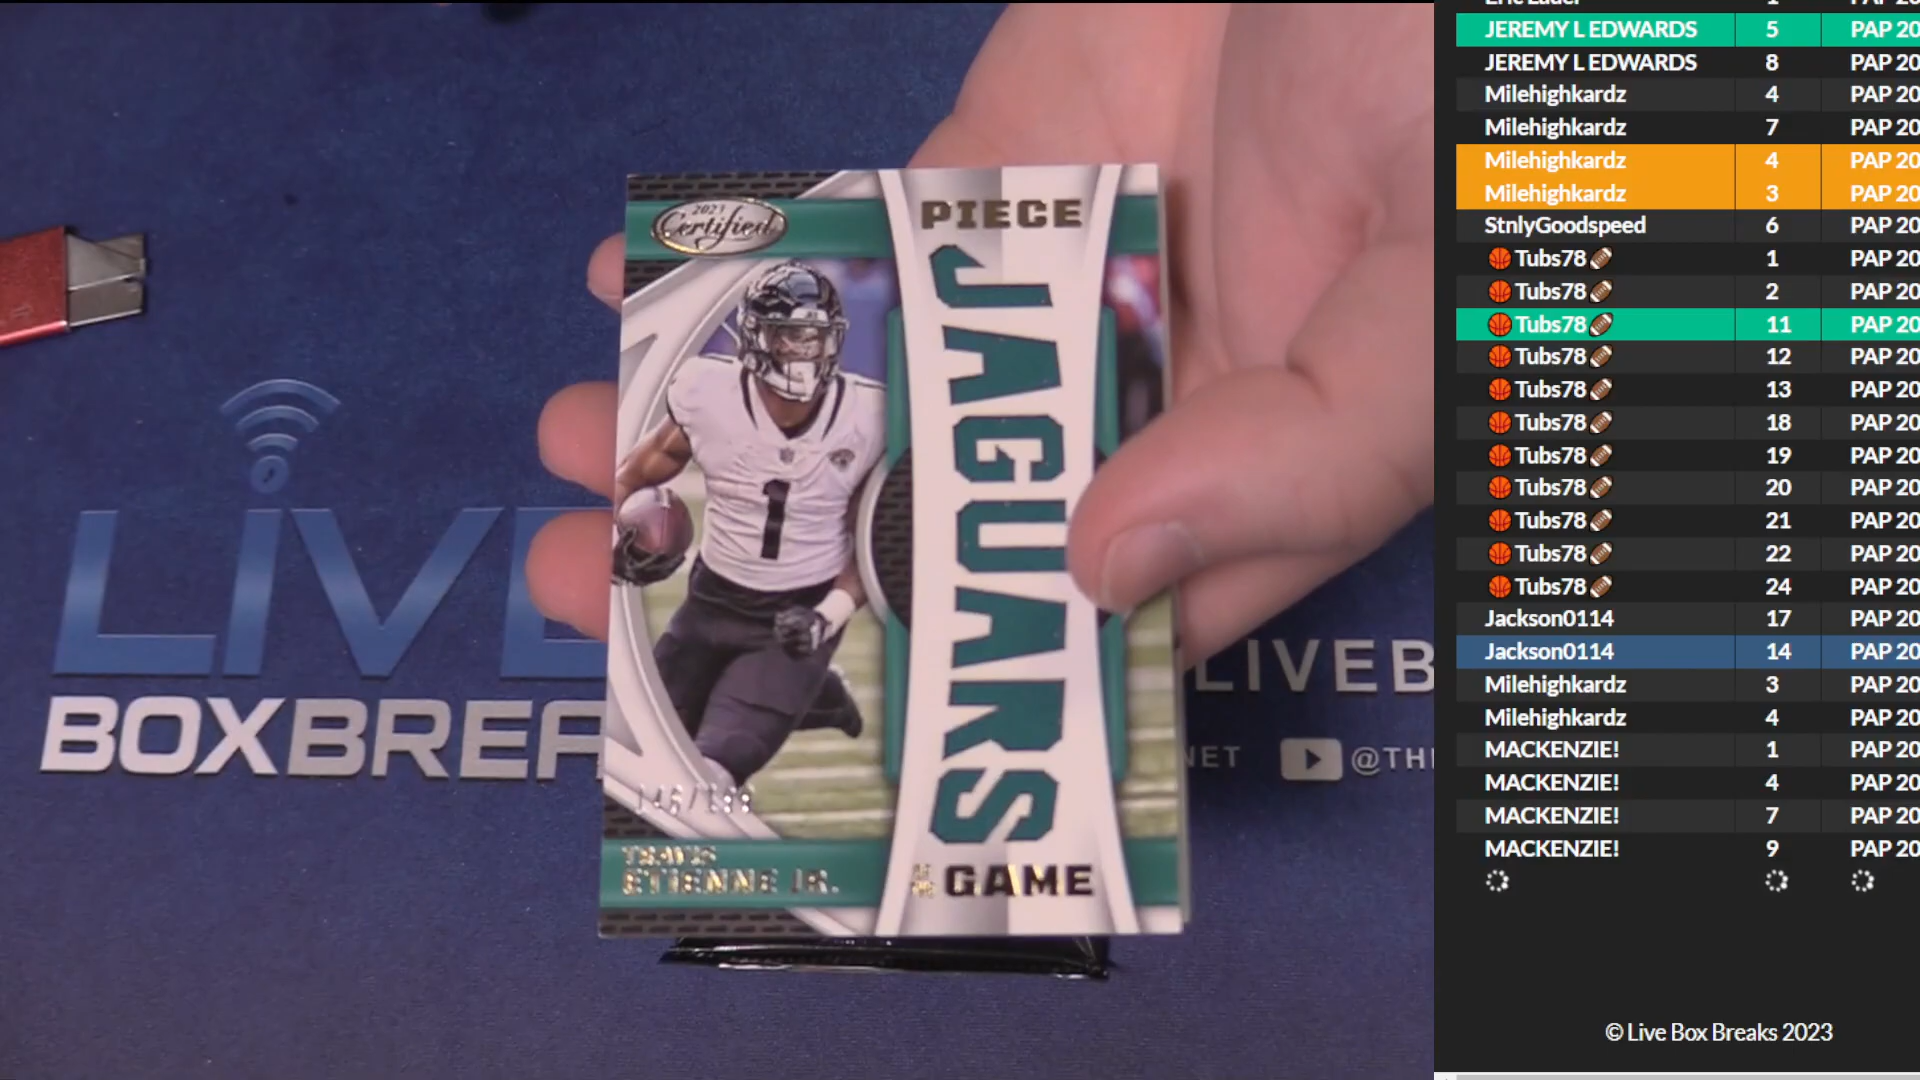 2023
Certified
PIECE
JAGUARS
OF THE
GAME
1
TRAVIS
ETIENNE JR.
LIVE
BOXBREA
LIVEB
NET
@TH
JEREMY L EDWARDS 5 PAP 20
JEREMY L EDWARDS 8 PAP 20
Milehighkardz 4 PAP 20
Milehighkardz 7 PAP 20
Milehighkardz 4 PAP 20
Milehighkardz 3 PAP 20
StnlyGoodspeed 6 PAP 20
🏀 Tubs78🏈 1 PAP 20
🏀 Tubs78🏈 2 PAP 20
🏀 Tubs78🏈 11 PAP 20
🏀 Tubs78🏈 12 PAP 20
🏀 Tubs78🏈 13 PAP 20
🏀 Tubs78🏈 18 PAP 20
🏀 Tubs78🏈 19 PAP 20
🏀 Tubs78🏈 20 PAP 20
🏀 Tubs78🏈 21 PAP 20
🏀 Tubs78🏈 22 PAP 20
🏀 Tubs78🏈 24 PAP 20
Jackson0114 17 PAP 20
Jackson0114 14 PAP 20
Milehighkardz 3 PAP 20
Milehighkardz 4 PAP 20
MACKENZIE! 1 PAP 20
MACKENZIE! 4 PAP 20
MACKENZIE! 7 PAP 20
MACKENZIE! 9 PAP 20
© Live Box Breaks 2023